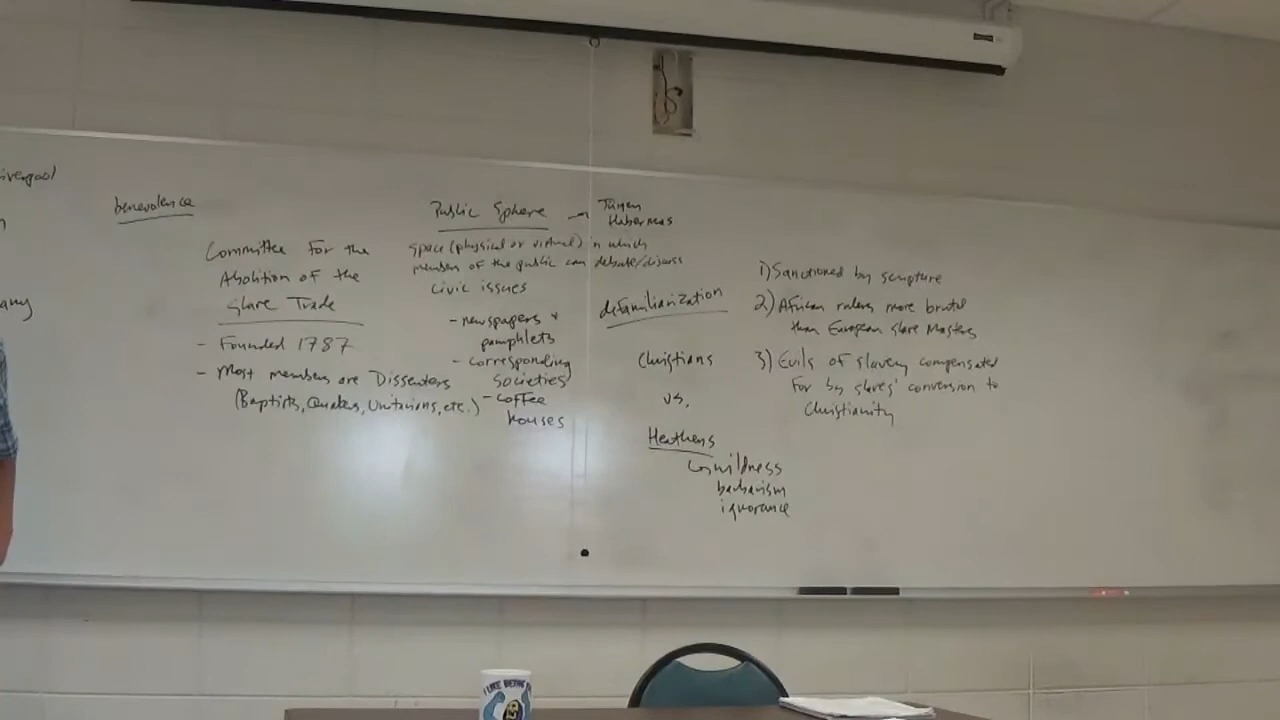 benevolence
Committee for the
Abolition of the
Slave Trade
- Founded 1787
- Most members are Dissenters
(Baptists, Quakers, Unitarians, etc.)
Public Sphere
Habermas
space (physical or virtual) in which
members of the public can debate/discuss
civic issues
- newspapers &
pamphlets
- corresponding
societies
- coffee
houses
defamiliarization
Christians
vs.
Heathens
wildness
barbarism
ignorance
1) Sanctioned by scripture
2) African rulers more brutal
than European slave masters
3) Evils of slavery compensated
for by slaves' conversion to
Christianity
I LIKE BEING